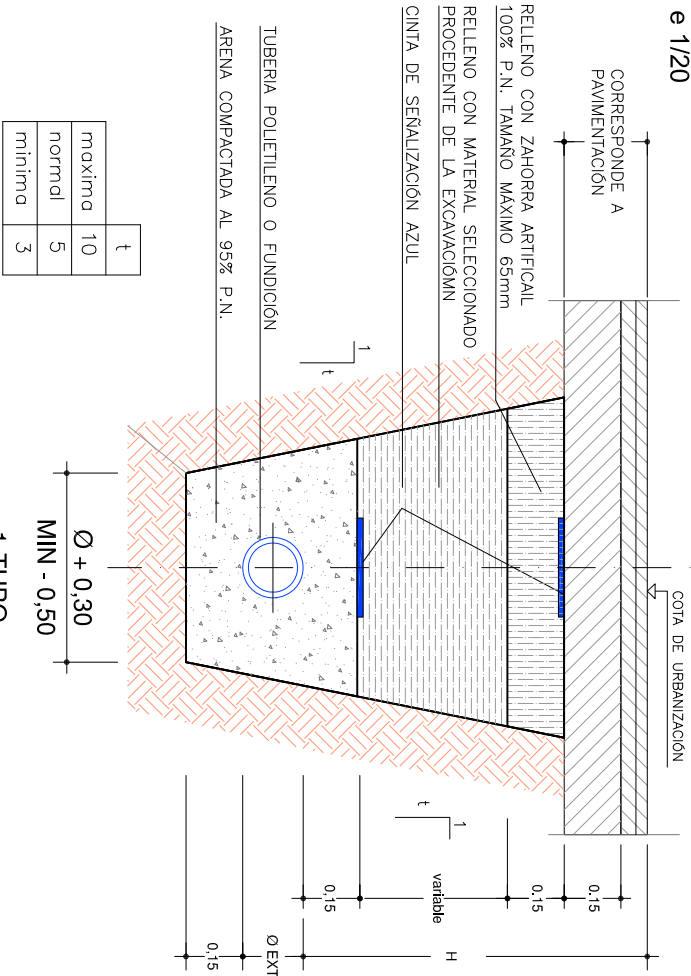 e 1/20
CORRESPONDE A
PAVIMENTACIÓN
RELLENO CON ZAHORRA ARTIFICAIL
100% P.N. TAMAÑO MÁXIMO 65mm
RELLENO CON MATERIAL SELECCIONADO
PROCEDENTE DE LA EXCAVACIÓMN
CINTA DE SEÑALIZACIÓN AZUL
TUBERIA POLIETILENO O FUNDICIÓN
ARENA COMPACTADA AL 95% P.N.
t
maxima 10
normal 5
minima 3
1
t
COTA DE URBANIZACIÓN
1
t
0.15
0.15
variable
0,15
H
Ø EXT
0,15
Ø + 0,30
MIN - 0,50
1 TUBO